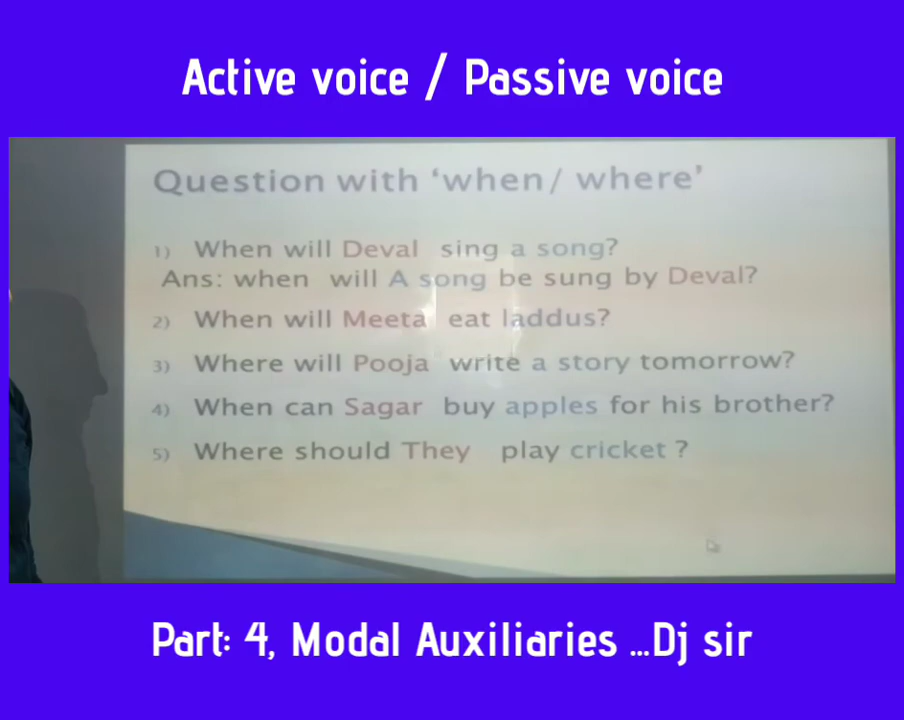 Active voice / Passive voice
Question with ‘when/ where’
1) When will Deval sing a song?
Ans: when will A song be sung by Deval?
2) When will Meeta eat laddus?
3) Where will Pooja write a story tomorrow?
4) When can Sagar buy apples for his brother?
5) Where should They play cricket ?
Part: 4, Modal Auxiliaries ...Dj sir